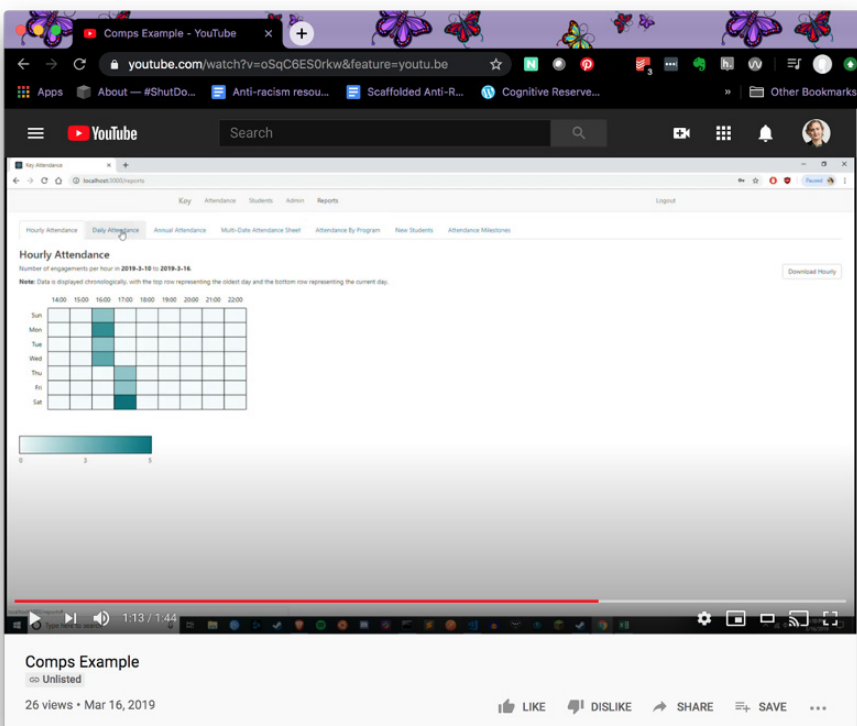 Comps Example - YouTube
youtube.com/watch?v=oSqC6ES0rkw&feature=youtu.be
3
h.
Apps About — #ShutDo... Anti-racism resou... Scaffolded Anti-R... Cognitive Reserve... » Other Bookmarks
YouTube Search
Key Attendance
localhost:3000/reports Paused
Key Attendance Students Admin Reports Logout
Hourly Attendance Daily Attendance Annual Attendance Multi-Date Attendance Sheet Attendance By Program New Students Attendance Milestones
Hourly Attendance
Number of engagements per hour in 2019-3-10 to 2019-3-16.
Download Hourly
Note: Data is displayed chronologically, with the top row representing the oldest day and the bottom row representing the current day.
14:00 15:00 16:00 17:00 18:00 19:00 20:00 21:00 22:00
Sun
Mon
Tue
Wed
Thu
Fri
Sat
0 3 5
1:13 / 1:44
Type here to search
Comps Example
Unlisted
26 views • Mar 16, 2019
LIKE DISLIKE SHARE SAVE